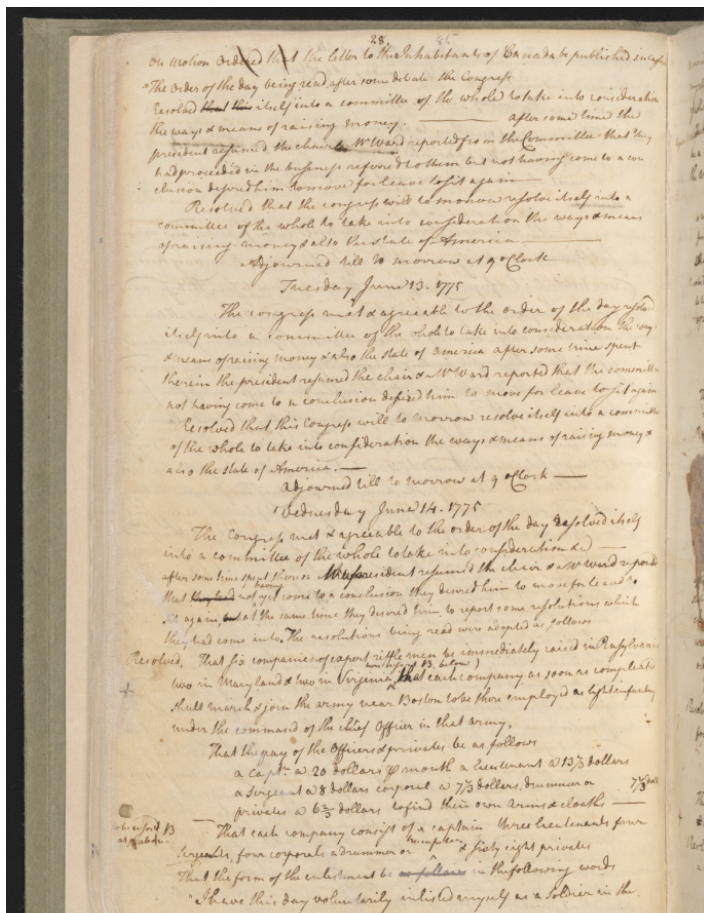 28. 45
On Motion Ordered that the letter to the Inhabitants of Canada be published
The order of the day being read, after some debate the Congress
Resolved that this itself into a committee of the whole to take into consideration
the ways & means of raising money. —— after some time the
president resumed the chair & Mr Ward reported from the Committee that they
had proceeded in the business referred to them but not having come to a con
clusion desired him to move for leave to sit again —
Resolved that the congress will to morrow resolve itself into a
committee of the whole to take into consideration the ways & means
of raising money & also the state of America ——
Adjourned till to morrow at 9 oClock
Tuesday June 13. 1775
The congress met & agreeable to the order of the day resolv
itself into a committee of the whole to take into consideration the way
& means of raising money & also the state of america after some time spent
therein the president resumed the chair & Mr Ward reported that the committee
not having come to a conclusion desired him to move for leave to sit again
Resolved that this Congress will to morrow resolve itself into a committee
of the whole to take into consideration the ways & means of raising money &
also the state of America. —
Adjourned till to morrow at 9 oClock —
Wednesday June 14. 1775
The Congress met & agreeable to the order of the day resolved itself
into a committee of the whole to take into consideration &c —
after some time spent therein the president resumed the chair & Mr Ward reported
that they had not having yet come to a conclusion they desired him to move for leave to
sit again, but at the same time they desired him to report some resolutions which
they had come into. The resolutions being read were adopted as follows
Resolved, That six companies of expert riffle men be immediately raised in Pensylvania
two in Maryland & two in Virginia, that each company as soon as compleated
shall march & join the army near Boston to be there employed as light infantry
under the command of the chief Officer in that army.
That the pay of the Officers & privates be as follows
a Capt. a 20 dollars ⅌ month a lieutenant a 13⅓ dollars
a serjeant a 8 dollars corporal a 7⅓ dollars, drummer or 7⅓ doll
privates a 6⅔ dollars to find their own arms & cloaths —
That each company consist of a captain three lieutenants four
serjeants, four corporals a drummer or trumpeter & sixty eight privates
That the form of the enlistment be as follows in the following words
"I have this day voluntarily inlisted myself as a Soldier in the